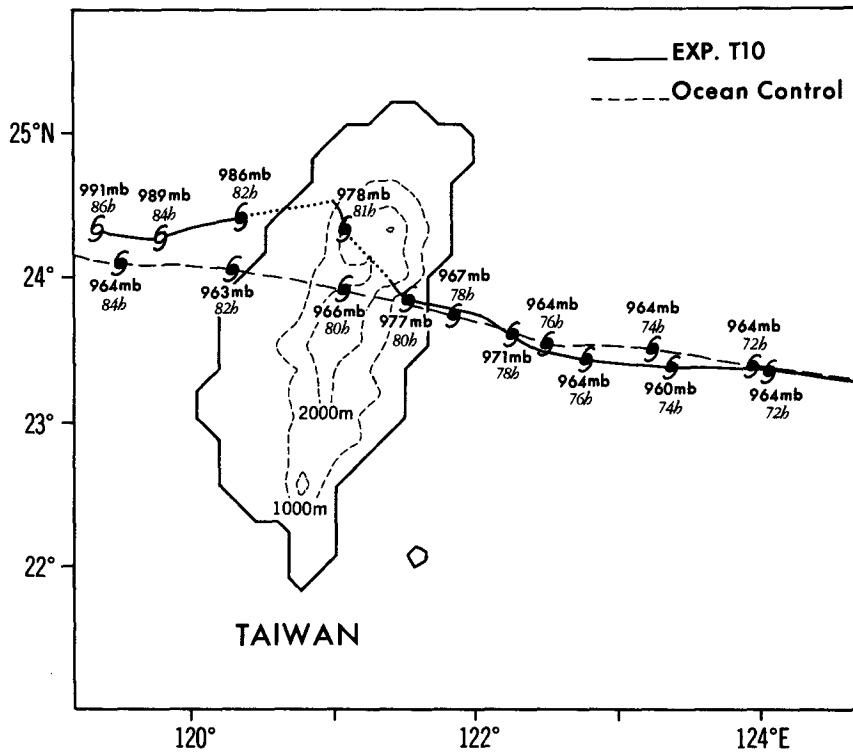 EXP. T10
Ocean Control
25°N
24°
23°
22°
991mb
86h
989mb
84h
986mb
82h
978mb
81h
967mb
78h
964mb
76h
964mb
74h
964mb
72h
964mb
84h
963mb
82h
966mb
80h
977mb
80h
971mb
78h
964mb
76h
960mb
74h
964mb
72h
2000m
1000m
TAIWAN
120°
122°
124°E